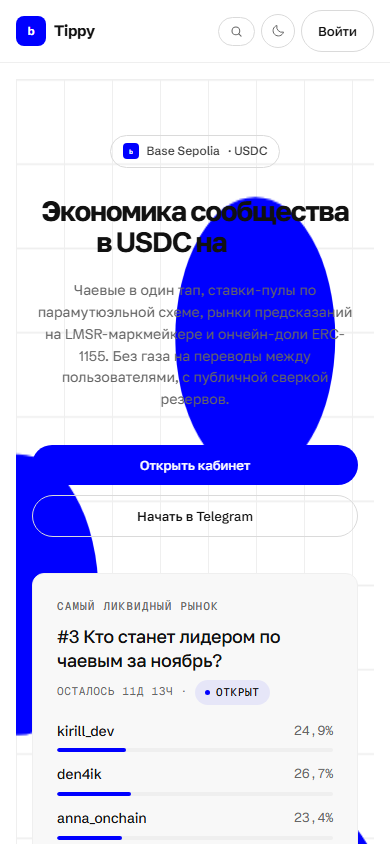 b Tippy Войти
b Base Sepolia · USDC
Экономика сообщества
в USDC на
Чаевые в один тап, ставки-пулы по
парамутюэльной схеме, рынки предсказаний
на LMSR-маркмейкере и ончейн-доли ERC-
1155. Без газа на переводы между
пользователями, с публичной сверкой
резервов.
Открыть кабинет
Начать в Telegram
САМЫЙ ЛИКВИДНЫЙ РЫНОК
#3 Кто станет лидером по
чаевым за ноябрь?
ОСТАЛОСЬ 11Д 13Ч · ОТКРЫТ
kirill_dev 24,9%
den4ik 26,7%
anna_onchain 23,4%